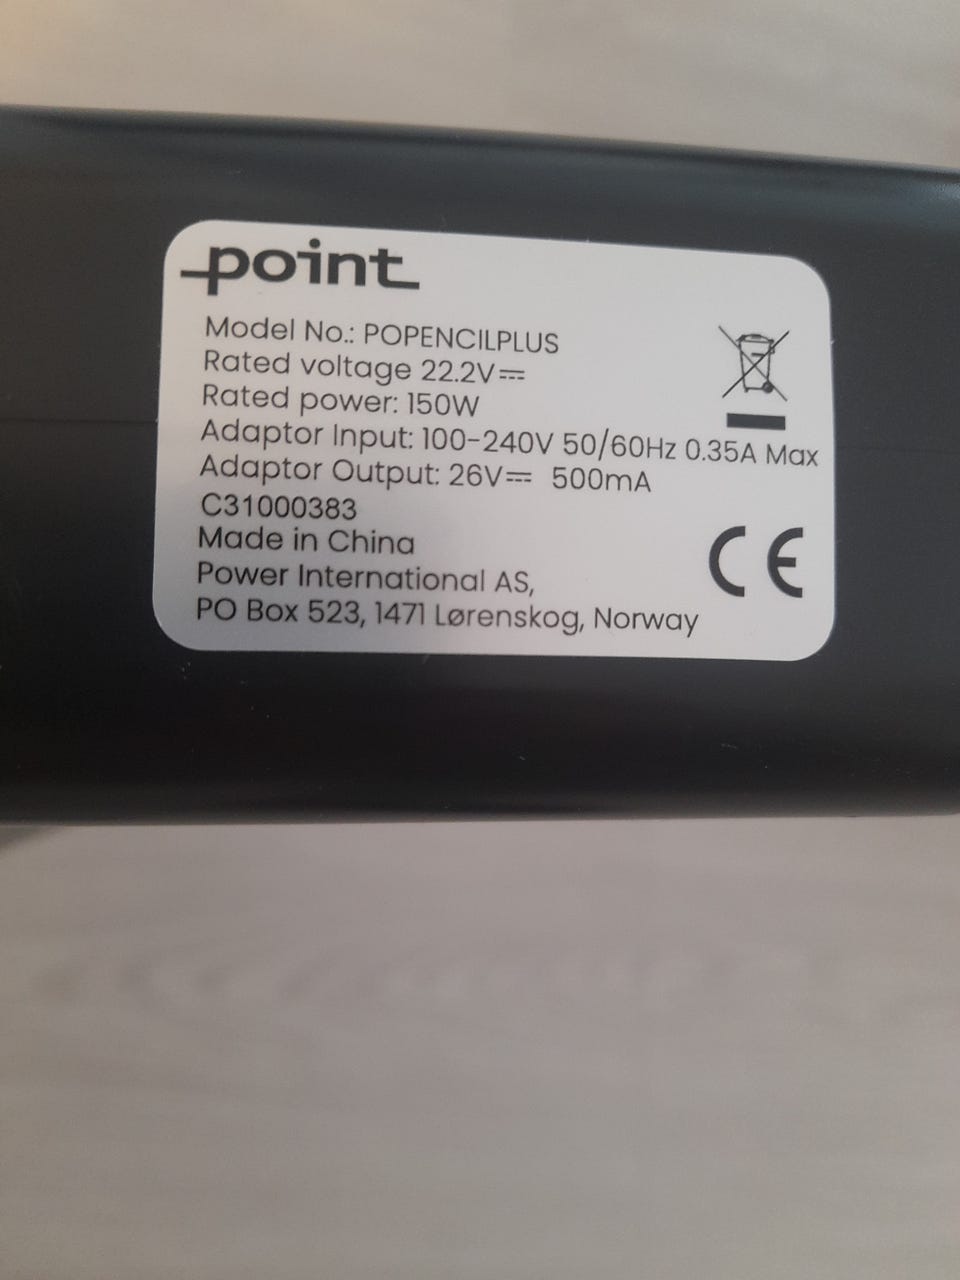 point
Model No.: POPENCILPLUS
Rated voltage 22.2V⎓
Rated power: 150W
Adaptor Input: 100-240V 50/60Hz 0.35A Max
Adaptor Output: 26V⎓ 500mA
C31000383
Made in China
Power International AS,
PO Box 523, 1471 Lørenskog, Norway
CE